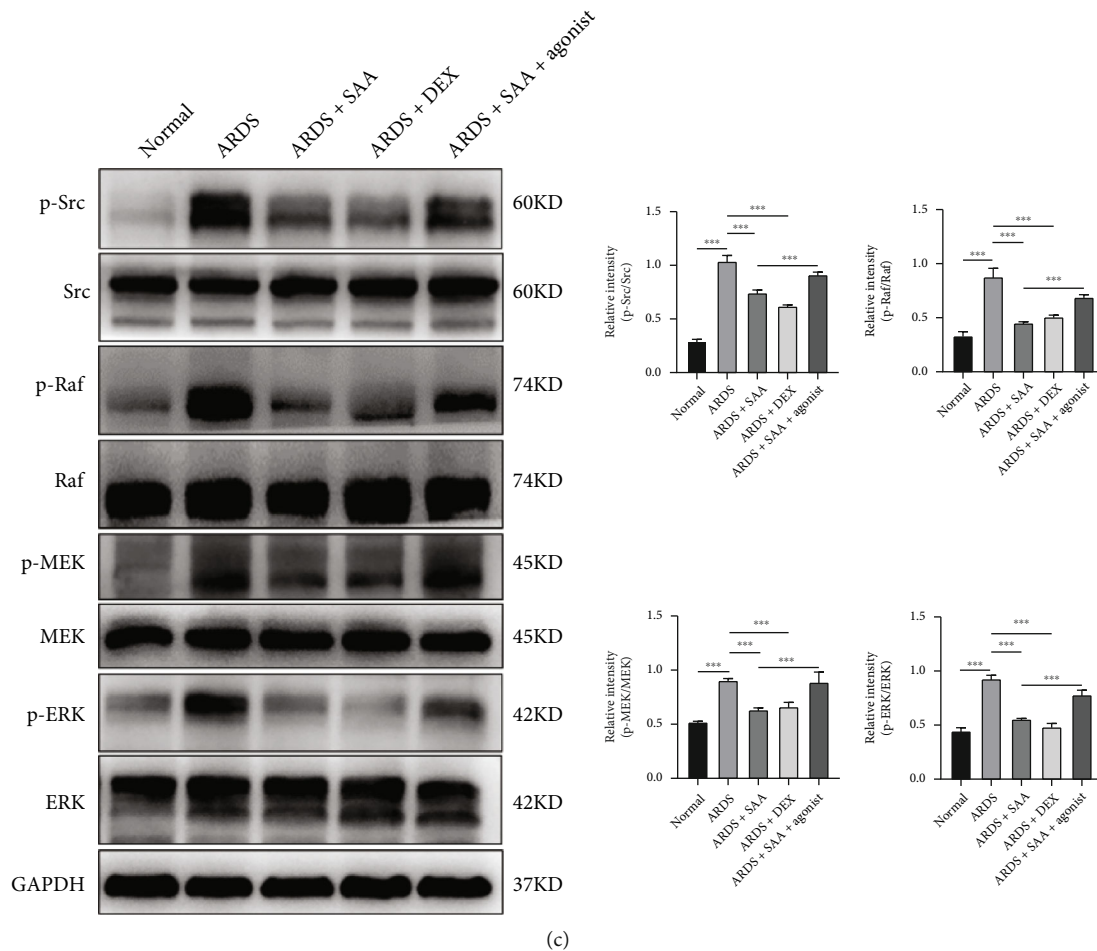 Normal
ARDS
ARDS + SAA
ARDS + DEX
ARDS + SAA + agonist
p-Src
60KD
Src
60KD
p-Raf
74KD
Raf
74KD
p-MEK
45KD
MEK
45KD
p-ERK
42KD
ERK
42KD
GAPDH
37KD
Relative intensity
(p-Src/Src)
1.5
1.0
0.5
0.0
***
***
***
***
Normal
ARDS
ARDS + SAA
ARDS + DEX
ARDS + SAA + agonist
Relative intensity
(p-Raf/Raf)
1.5
1.0
0.5
0.0
***
***
***
***
Normal
ARDS
ARDS + SAA
ARDS + DEX
ARDS + SAA + agonist
Relative intensity
(p-MEK/MEK)
1.5
1.0
0.5
0.0
***
***
***
***
Normal
ARDS
ARDS + SAA
ARDS + DEX
ARDS + SAA + agonist
Relative intensity
(p-ERK/ERK)
1.5
1.0
0.5
0.0
***
***
***
***
Normal
ARDS
ARDS + SAA
ARDS + DEX
ARDS + SAA + agonist
(c)